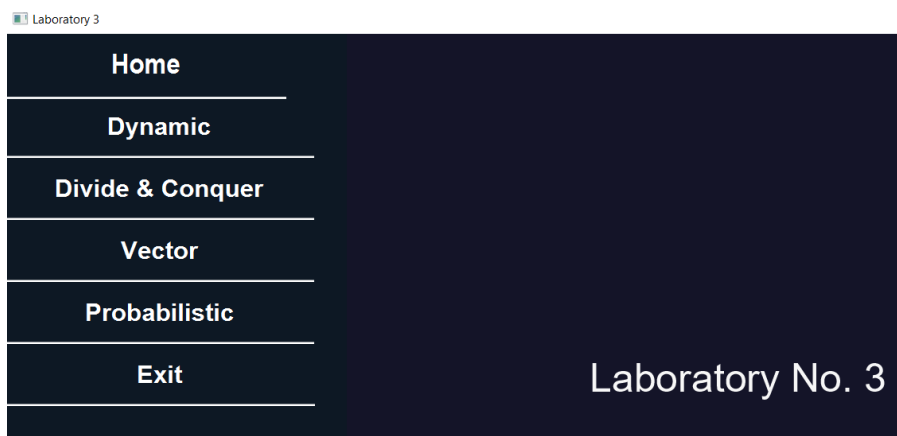 Laboratory 3
Home
Dynamic
Divide & Conquer
Vector
Probabilistic
Exit
Laboratory No. 3